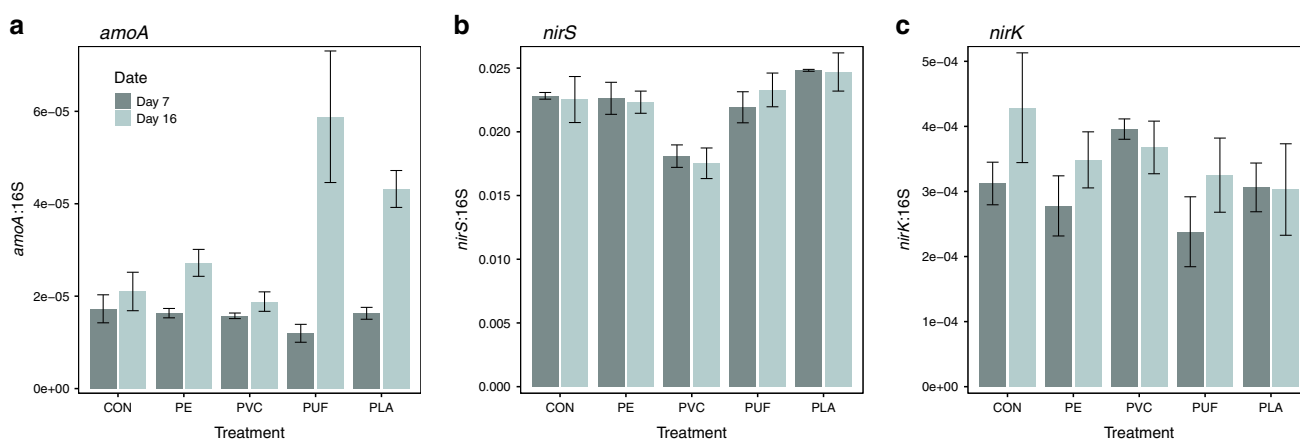 a amoA
Date
Day 7
Day 16
6e−05
4e−05
2e−05
0e+00
amoA:16S
CON PE PVC PUF PLA
Treatment
b nirS
0.025
0.020
0.015
0.010
0.005
0.000
nirS:16S
CON PE PVC PUF PLA
Treatment
c nirK
5e−04
4e−04
3e−04
2e−04
1e−04
0e+00
nirK:16S
CON PE PVC PUF PLA
Treatment